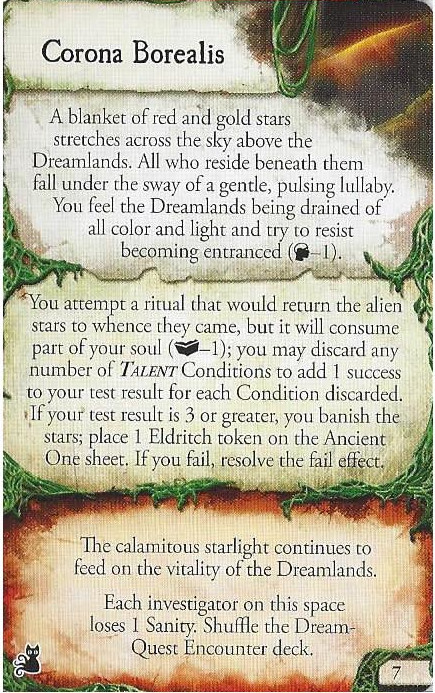 Corona Borealis
A blanket of red and gold stars
stretches across the sky above the
Dreamlands. All who reside beneath them
fall under the sway of a gentle, pulsing lullaby.
You feel the Dreamlands being drained of
all color and light and try to resist
becoming entranced (–1).
You attempt a ritual that would return the alien
stars to whence they came, but it will consume
part of your soul (–1); you may discard any
number of TALENT Conditions to add 1 success
to your test result for each Condition discarded.
If your test result is 3 or greater, you banish the
stars; place 1 Eldritch token on the Ancient
One sheet. If you fail, resolve the fail effect.
The calamitous starlight continues to
feed on the vitality of the Dreamlands.
Each investigator on this space
loses 1 Sanity. Shuffle the Dream-
Quest Encounter deck.
7